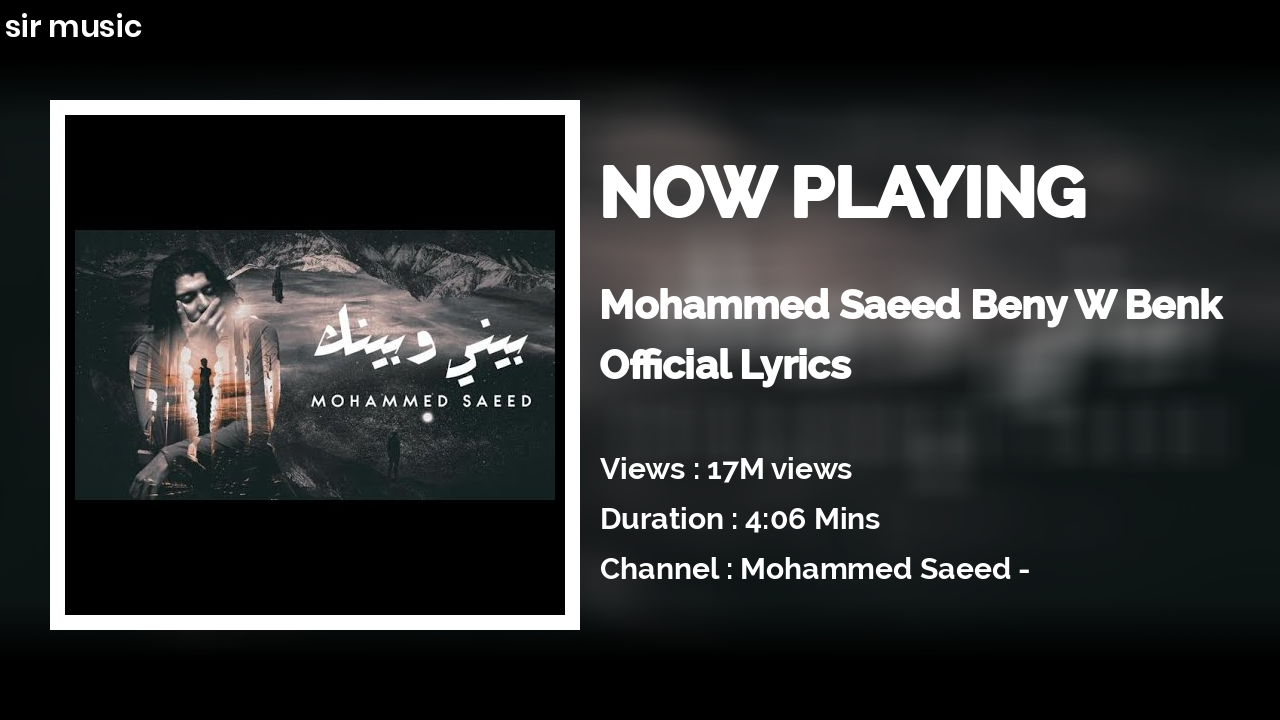 sir music
NOW PLAYING
Mohammed Saeed Beny W Benk
Official Lyrics
بيني وبينك
MOHAMMED SAEED
Views : 17M views
Duration : 4:06 Mins
Channel : Mohammed Saeed -